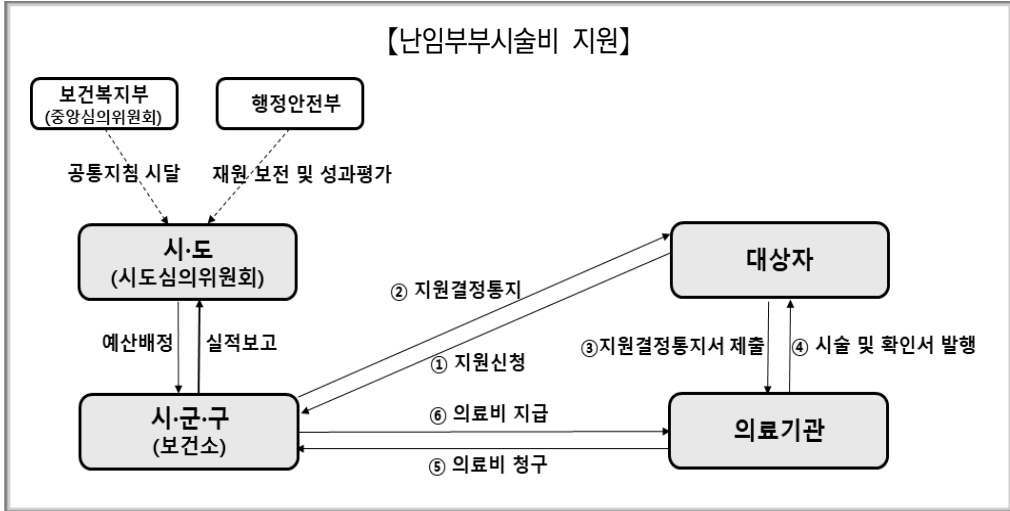 【난임부부시술비 지원】
보건복지부
(중앙심의위원회)
행정안전부
공통지침 시달
재원 보전 및 성과평가
시·도
(시도심의위원회)
대상자
② 지원결정통지
예산배정
실적보고
① 지원신청
③지원결정통지서 제출
④ 시술 및 확인서 발행
시·군·구
(보건소)
⑥ 의료비 지급
의료기관
⑤ 의료비 청구